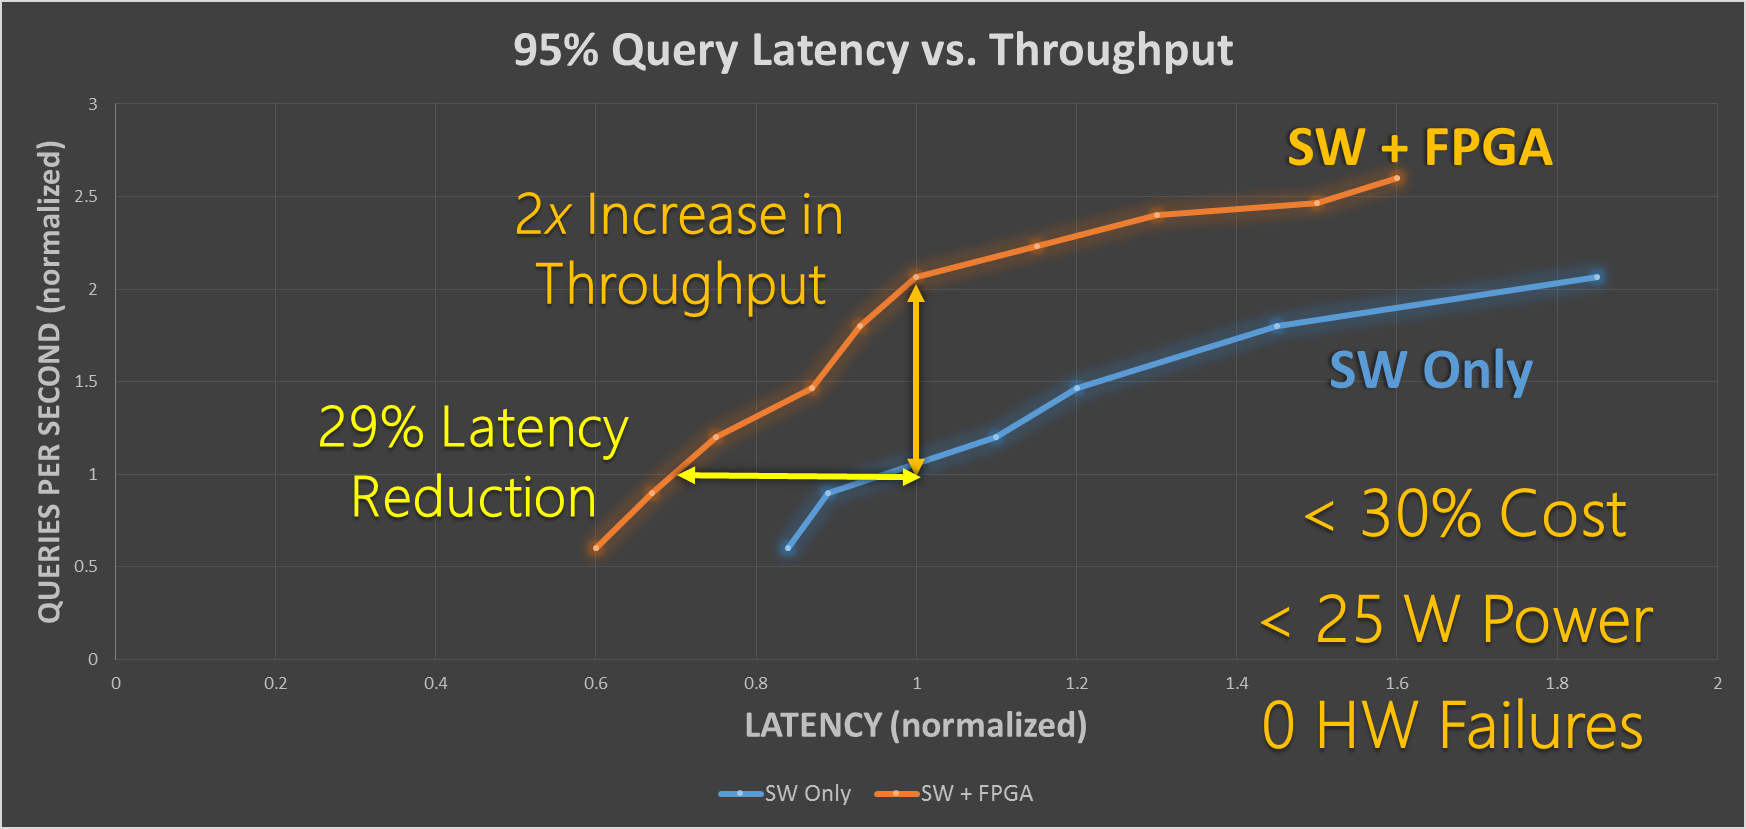 95% Query Latency vs. Throughput
QUERIES PER SECOND (normalized)
3
2.5
2
1.5
1
0.5
0
SW + FPGA
2x Increase in
Throughput
SW Only
29% Latency
Reduction
< 30% Cost
< 25 W Power
0 HW Failures
0 0.2 0.4 0.6 0.8 1 1.2 1.4 1.6 1.8 2
LATENCY (normalized)
SW Only SW + FPGA